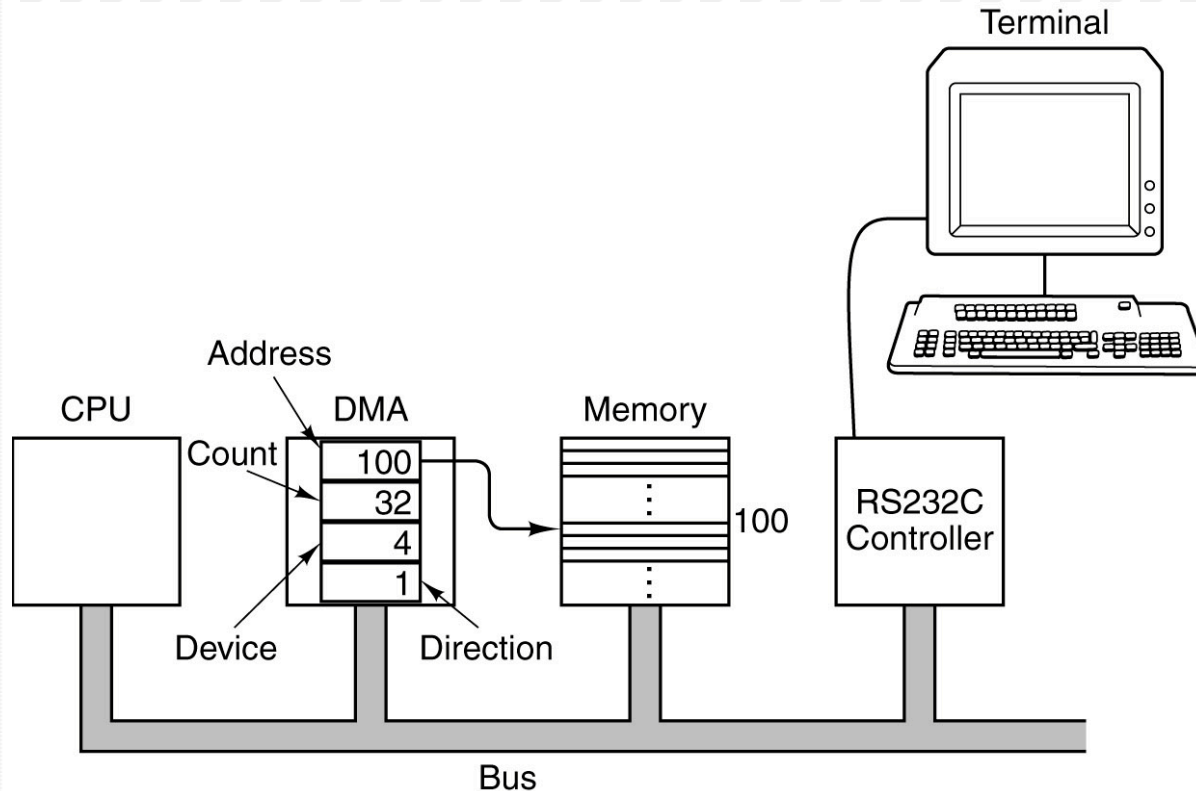 Terminal
Address
CPU
DMA
Memory
Count
100
32
4
1
100
RS232C
Controller
Device
Direction
Bus